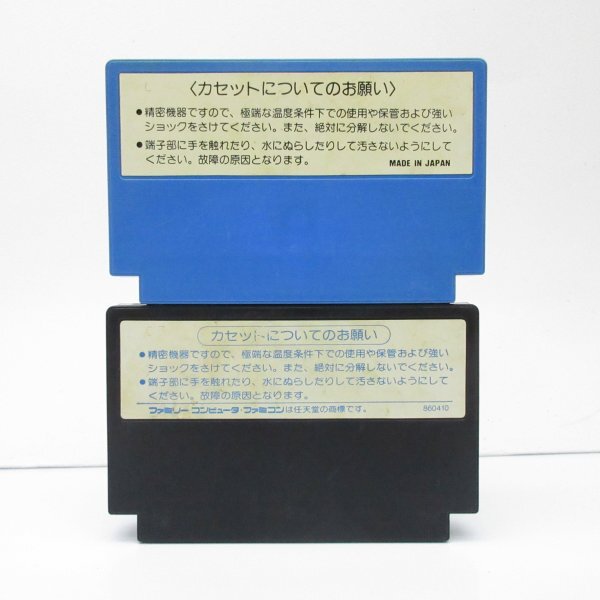 〈カセットについてのお願い〉
●精密機器ですので、極端な温度条件下での使用や保管および強い
ショックをさけてください。また、絶対に分解しないでください。
●端子部に手を触れたり、水にぬらしたりして汚さないようにして
ください。故障の原因となります。
MADE IN JAPAN
カセットについてのお願い
●精密機器ですので、極端な温度条件下での使用や保管および強い
ショックをさけてください。また、絶対に分解しないでください。
●端子部に手を触れたり、水にぬらしたりして汚さないようにして
ください。故障の原因となります。
ファミリーコンピュータ・ファミコンは任天堂の商標です。 860410